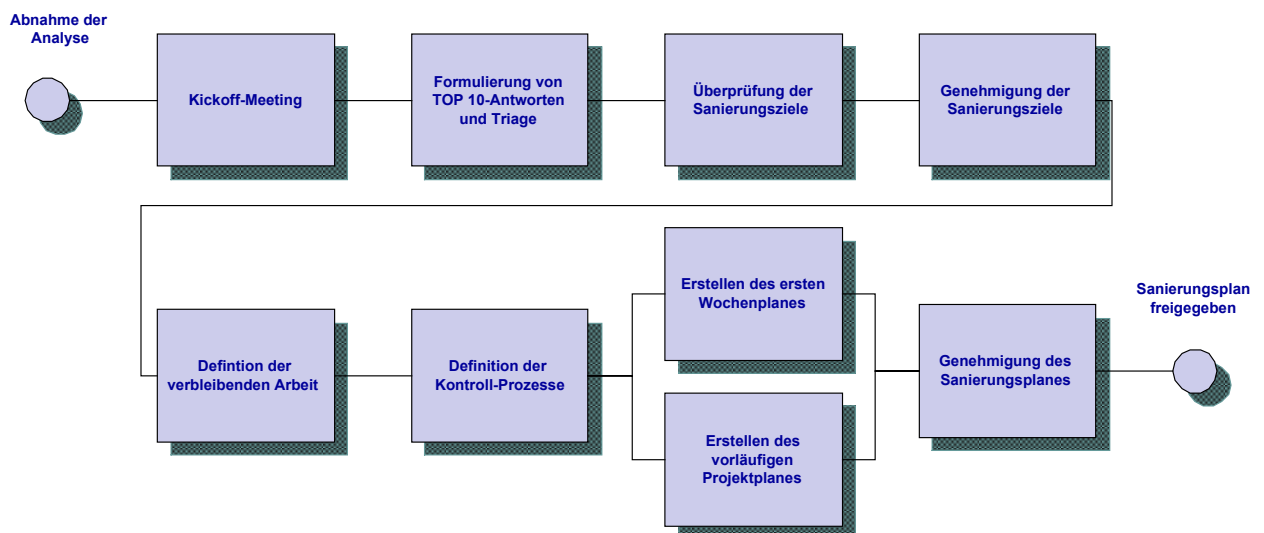 Abnahme der
Analyse
Kickoff-Meeting
Formulierung von
TOP 10-Antworten
und Triage
Überprüfung der
Sanierungsziele
Genehmigung der
Sanierungsziele
Defintion der
verbleibenden Arbeit
Definition der
Kontroll-Prozesse
Erstellen des ersten
Wochenplanes
Erstellen des
vorläufigen
Projektplanes
Genehmigung des
Sanierungsplanes
Sanierungsplan
freigegeben